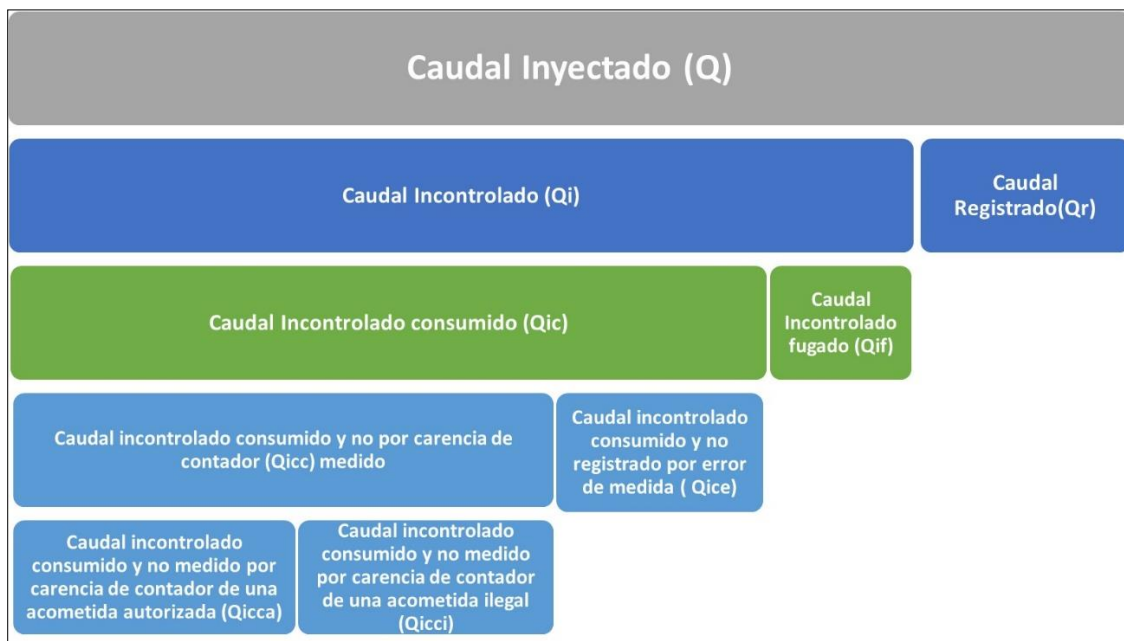 Caudal Inyectado (Q)
Caudal Incontrolado (Qi)
Caudal
Registrado(Qr)
Caudal Incontrolado consumido (Qic)
Caudal
Incontrolado
fugado (Qif)
Caudal incontrolado consumido y no por carencia de
contador (Qicc) medido
Caudal incontrolado
consumido y no
registrado por error
de medida ( Qice)
Caudal incontrolado
consumido y no medido por
carencia de contador de una
acometida autorizada (Qicca)
Caudal incontrolado
consumido y no medido
por carencia de contador
de una acometida ilegal
(Qicci)